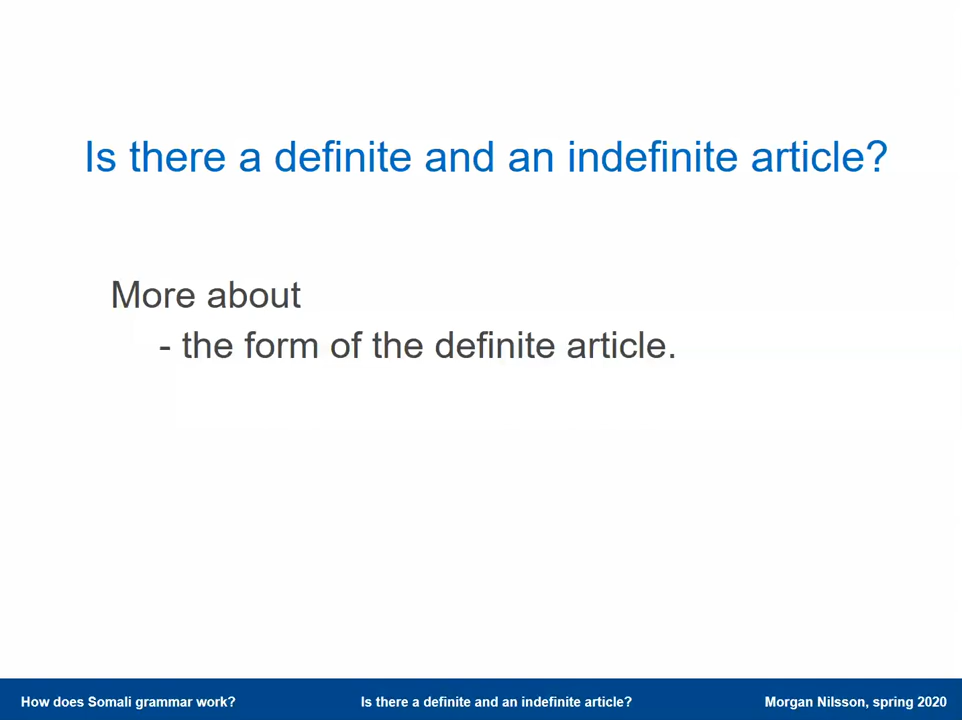 Is there a definite and an indefinite article?
More about
- the form of the definite article.
How does Somali grammar work?
Is there a definite and an indefinite article?
Morgan Nilsson, spring 2020